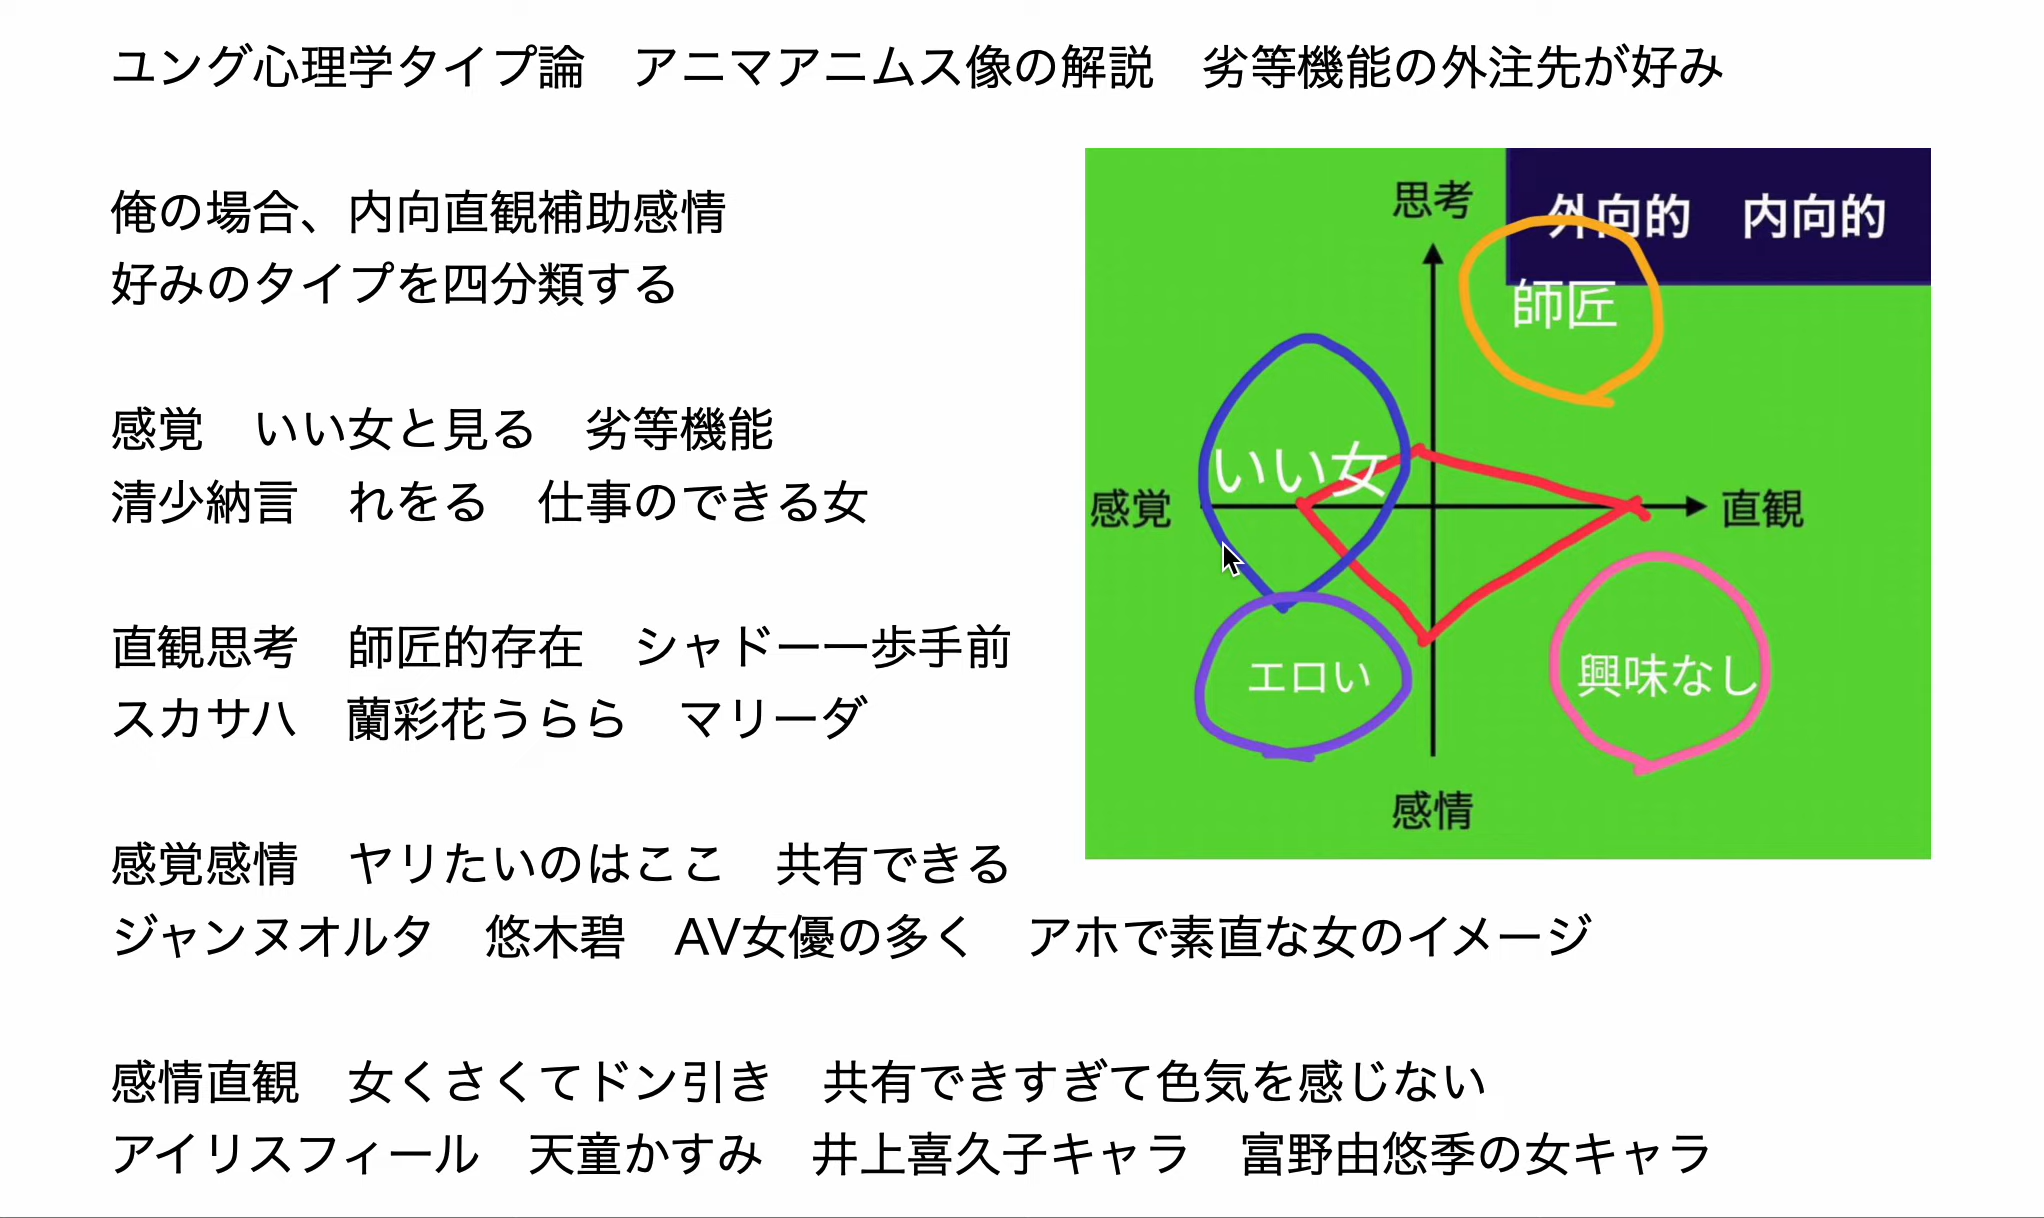 ユング心理学タイプ論　アニマアニムス像の解説　劣等機能の外注先が好み
俺の場合、内向直観補助感情
好みのタイプを四分類する
感覚　いい女と見る　劣等機能
清少納言　れをる　仕事のできる女
直観思考　師匠的存在　シャドー一歩手前
スカサハ　蘭彩花うらら　マリーダ
感覚感情　ヤリたいのはここ　共有できる
ジャンヌオルタ　悠木碧　AV女優の多く　アホで素直な女のイメージ
感情直観　女くさくてドン引き　共有できすぎて色気を感じない
アイリスフィール　天童かすみ　井上喜久子キャラ　富野由悠季の女キャラ
思考
外向的　内向的
師匠
いい女
感覚
直観
エロい
興味なし
感情